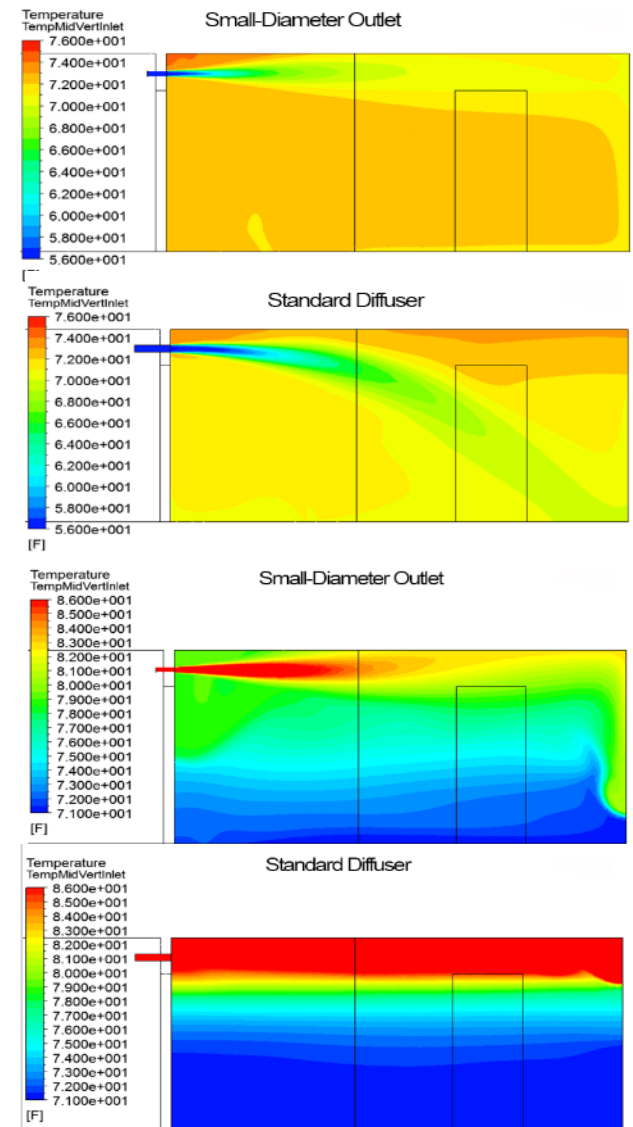 Temperature
TempMidVertInlet
Small-Diameter Outlet
7.600e+001
7.400e+001
7.200e+001
7.000e+001
6.800e+001
6.600e+001
6.400e+001
6.200e+001
6.000e+001
5.800e+001
5.600e+001
Temperature
TempMidVertInlet
Standard Diffuser
7.600e+001
7.400e+001
7.200e+001
7.000e+001
6.800e+001
6.600e+001
6.400e+001
6.200e+001
6.000e+001
5.800e+001
5.600e+001
[F]
Temperature
TempMidVertInlet
Small-Diameter Outlet
8.600e+001
8.500e+001
8.400e+001
8.300e+001
8.200e+001
8.100e+001
8.000e+001
7.900e+001
7.800e+001
7.700e+001
7.600e+001
7.500e+001
7.400e+001
7.300e+001
7.200e+001
7.100e+001
[F]
Temperature
TempMidVertInlet
Standard Diffuser
8.600e+001
8.500e+001
8.400e+001
8.300e+001
8.200e+001
8.100e+001
8.000e+001
7.900e+001
7.800e+001
7.700e+001
7.600e+001
7.500e+001
7.400e+001
7.300e+001
7.200e+001
7.100e+001
[F]